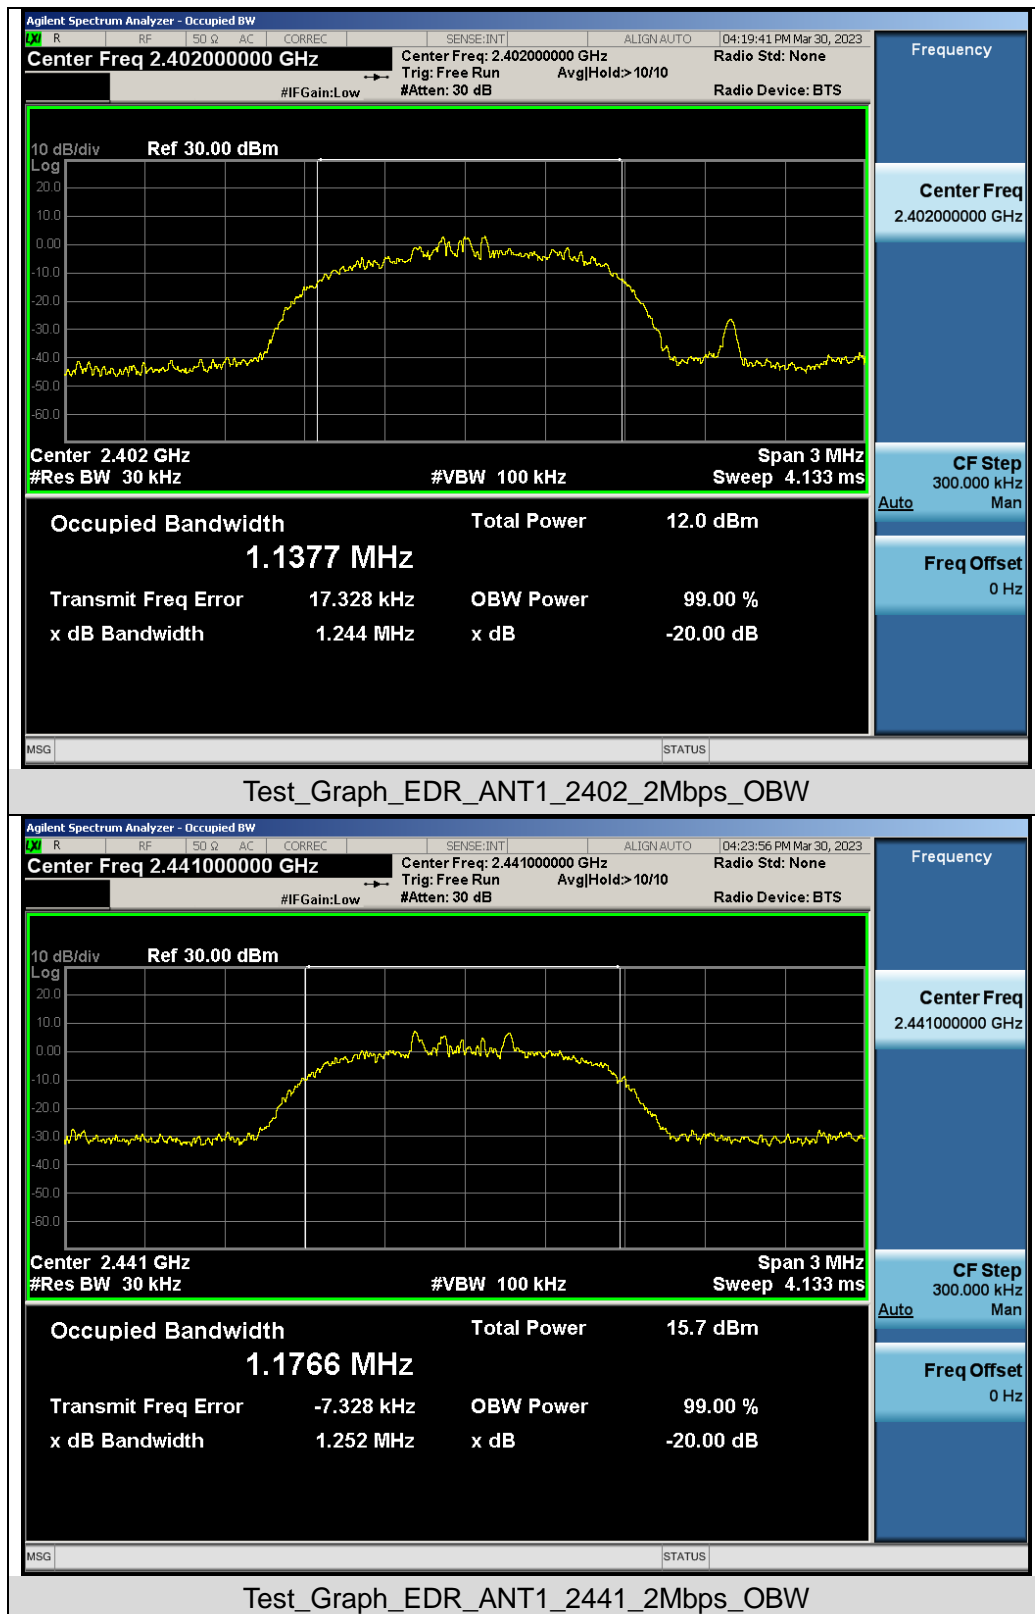 Agilent Spectrum Analyzer - Occupied BW
LXI R RF 50 Ω AC CORREC SENSE:INT ALIGN AUTO 04:19:41 PM Mar 30, 2023
Center Freq 2.402000000 GHz Center Freq: 2.402000000 GHz Radio Std: None Frequency
Trig: Free Run Avg|Hold:>10/10
#IFGain:Low #Atten: 30 dB Radio Device: BTS
10 dB/div Ref 30.00 dBm
Log
20.0
10.0
0.00
-10.0
-20.0
-30.0
-40.0
-50.0
-60.0
Center Freq
2.402000000 GHz
Center 2.402 GHz Span 3 MHz
#Res BW 30 kHz #VBW 100 kHz Sweep 4.133 ms
CF Step
300.000 kHz
Auto Man
Occupied Bandwidth Total Power 12.0 dBm
1.1377 MHz
Transmit Freq Error 17.328 kHz OBW Power 99.00 %
x dB Bandwidth 1.244 MHz x dB -20.00 dB
Freq Offset
0 Hz
MSG STATUS
Test_Graph_EDR_ANT1_2402_2Mbps_OBW
Agilent Spectrum Analyzer - Occupied BW
LXI R RF 50 Ω AC CORREC SENSE:INT ALIGN AUTO 04:23:56 PM Mar 30, 2023
Center Freq 2.441000000 GHz Center Freq: 2.441000000 GHz Radio Std: None Frequency
Trig: Free Run Avg|Hold:>10/10
#IFGain:Low #Atten: 30 dB Radio Device: BTS
10 dB/div Ref 30.00 dBm
Log
20.0
10.0
0.00
-10.0
-20.0
-30.0
-40.0
-50.0
-60.0
Center Freq
2.441000000 GHz
Center 2.441 GHz Span 3 MHz
#Res BW 30 kHz #VBW 100 kHz Sweep 4.133 ms
CF Step
300.000 kHz
Auto Man
Occupied Bandwidth Total Power 15.7 dBm
1.1766 MHz
Transmit Freq Error -7.328 kHz OBW Power 99.00 %
x dB Bandwidth 1.252 MHz x dB -20.00 dB
Freq Offset
0 Hz
MSG STATUS
Test_Graph_EDR_ANT1_2441_2Mbps_OBW